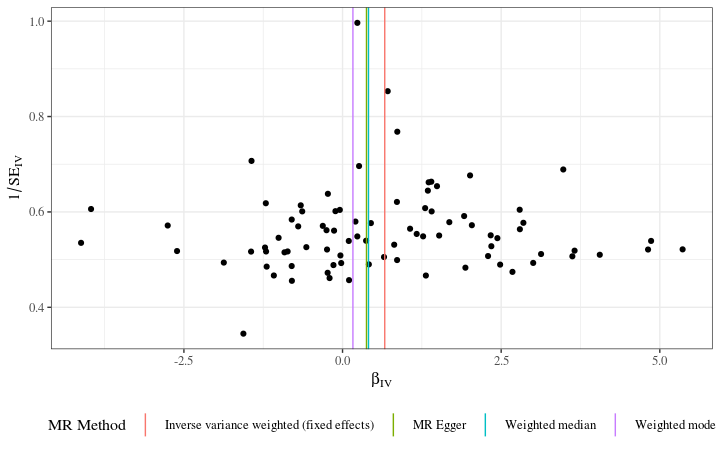 1.0
0.8
0.6
0.4
1/SE_IV
-2.5 0.0 2.5 5.0
β_IV
MR Method Inverse variance weighted (fixed effects) MR Egger Weighted median Weighted mode